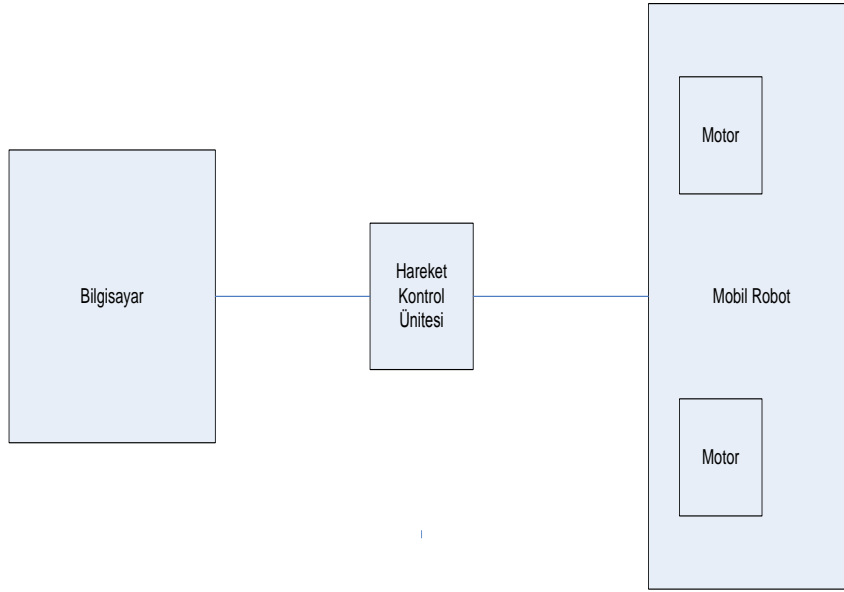 Motor
Bilgisayar
Hareket
Kontrol
Ünitesi
Mobil Robot
Motor